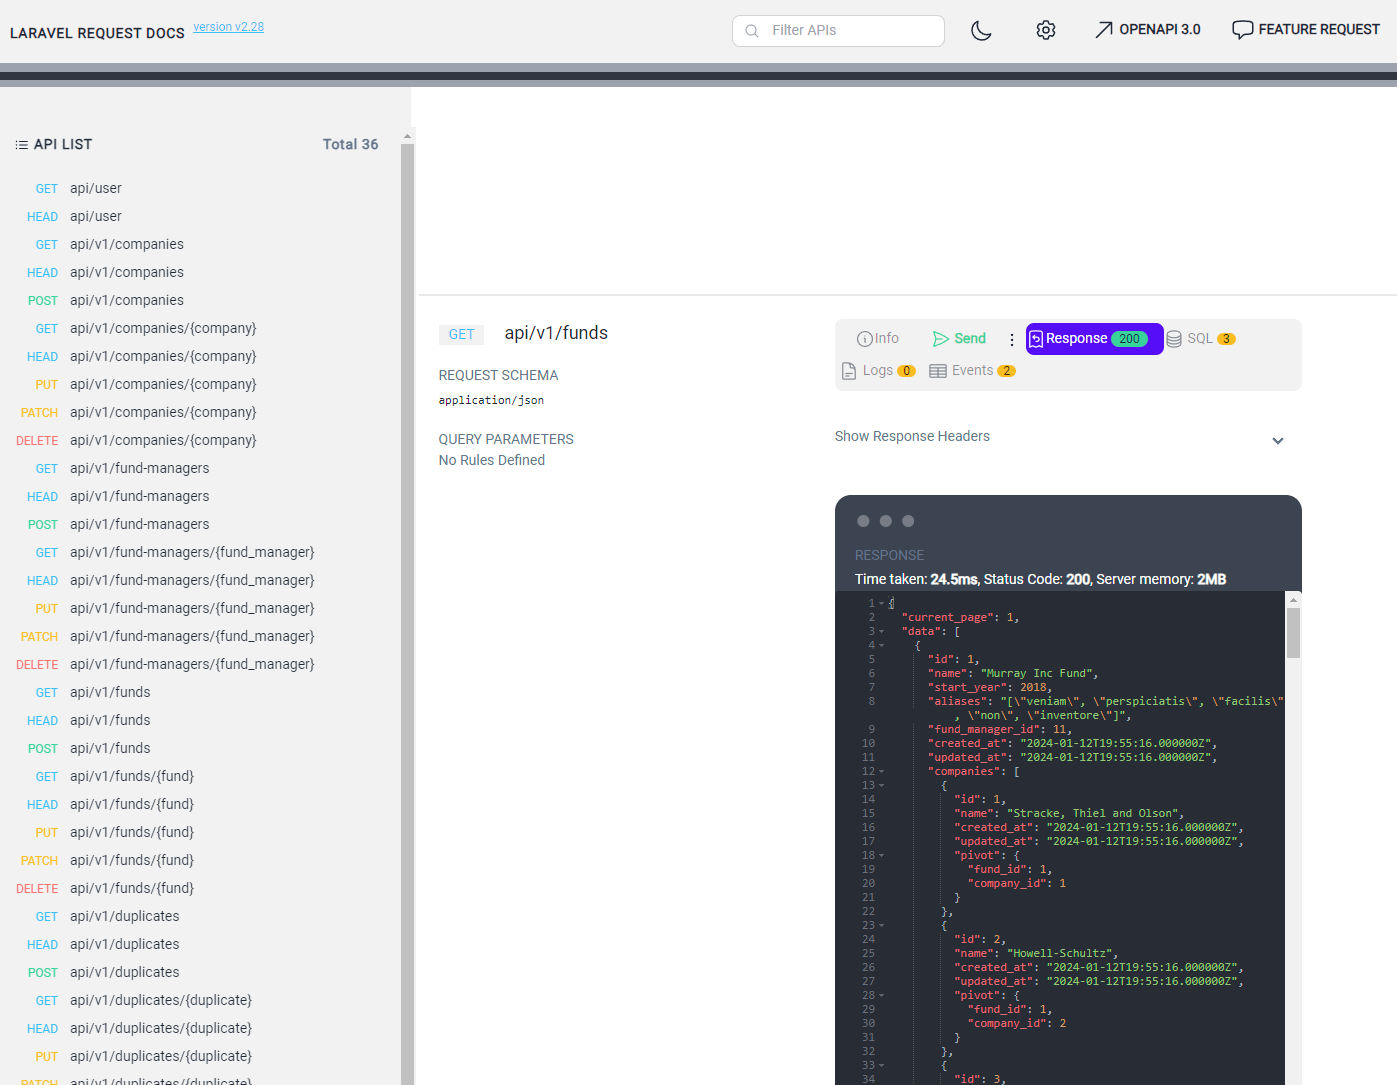 LARAVEL REQUEST DOCS version v2.28 Filter APIs OPENAPI 3.0 FEATURE REQUEST
API LIST Total 36
GET api/user
HEAD api/user
GET api/v1/companies
HEAD api/v1/companies
POST api/v1/companies
GET api/v1/companies/{company}
HEAD api/v1/companies/{company}
PUT api/v1/companies/{company}
PATCH api/v1/companies/{company}
DELETE api/v1/companies/{company}
GET api/v1/fund-managers
HEAD api/v1/fund-managers
POST api/v1/fund-managers
GET api/v1/fund-managers/{fund_manager}
HEAD api/v1/fund-managers/{fund_manager}
PUT api/v1/fund-managers/{fund_manager}
PATCH api/v1/fund-managers/{fund_manager}
DELETE api/v1/fund-managers/{fund_manager}
GET api/v1/funds
HEAD api/v1/funds
POST api/v1/funds
GET api/v1/funds/{fund}
HEAD api/v1/funds/{fund}
PUT api/v1/funds/{fund}
PATCH api/v1/funds/{fund}
DELETE api/v1/funds/{fund}
GET api/v1/duplicates
HEAD api/v1/duplicates
POST api/v1/duplicates
GET api/v1/duplicates/{duplicate}
HEAD api/v1/duplicates/{duplicate}
PUT api/v1/duplicates/{duplicate}
PATCH api/v1/duplicates/{duplicate}
GET api/v1/funds
REQUEST SCHEMA
application/json
QUERY PARAMETERS
No Rules Defined
Info Send Response 200 SQL 3
Logs 0 Events 2
Show Response Headers
RESPONSE
Time taken: 24.5ms, Status Code: 200, Server memory: 2MB
1 {
2 "current_page": 1,
3 "data": [
4 {
5 "id": 1,
6 "name": "Murray Inc Fund",
7 "start_year": 2018,
8 "aliases": "[\"veniam\", \"perspiciatis\", \"facilis\"
, \"non\", \"inventore\"]",
9 "fund_manager_id": 11,
10 "created_at": "2024-01-12T19:55:16.000000Z",
11 "updated_at": "2024-01-12T19:55:16.000000Z",
12 "companies": [
13 {
14 "id": 1,
15 "name": "Stracke, Thiel and Olson",
16 "created_at": "2024-01-12T19:55:16.000000Z",
17 "updated_at": "2024-01-12T19:55:16.000000Z",
18 "pivot": {
19 "fund_id": 1,
20 "company_id": 1
21 }
22 },
23 {
24 "id": 2,
25 "name": "Howell-Schultz",
26 "created_at": "2024-01-12T19:55:16.000000Z",
27 "updated_at": "2024-01-12T19:55:16.000000Z",
28 "pivot": {
29 "fund_id": 1,
30 "company_id": 2
31 }
32 },
33 {
34 "id": 3,